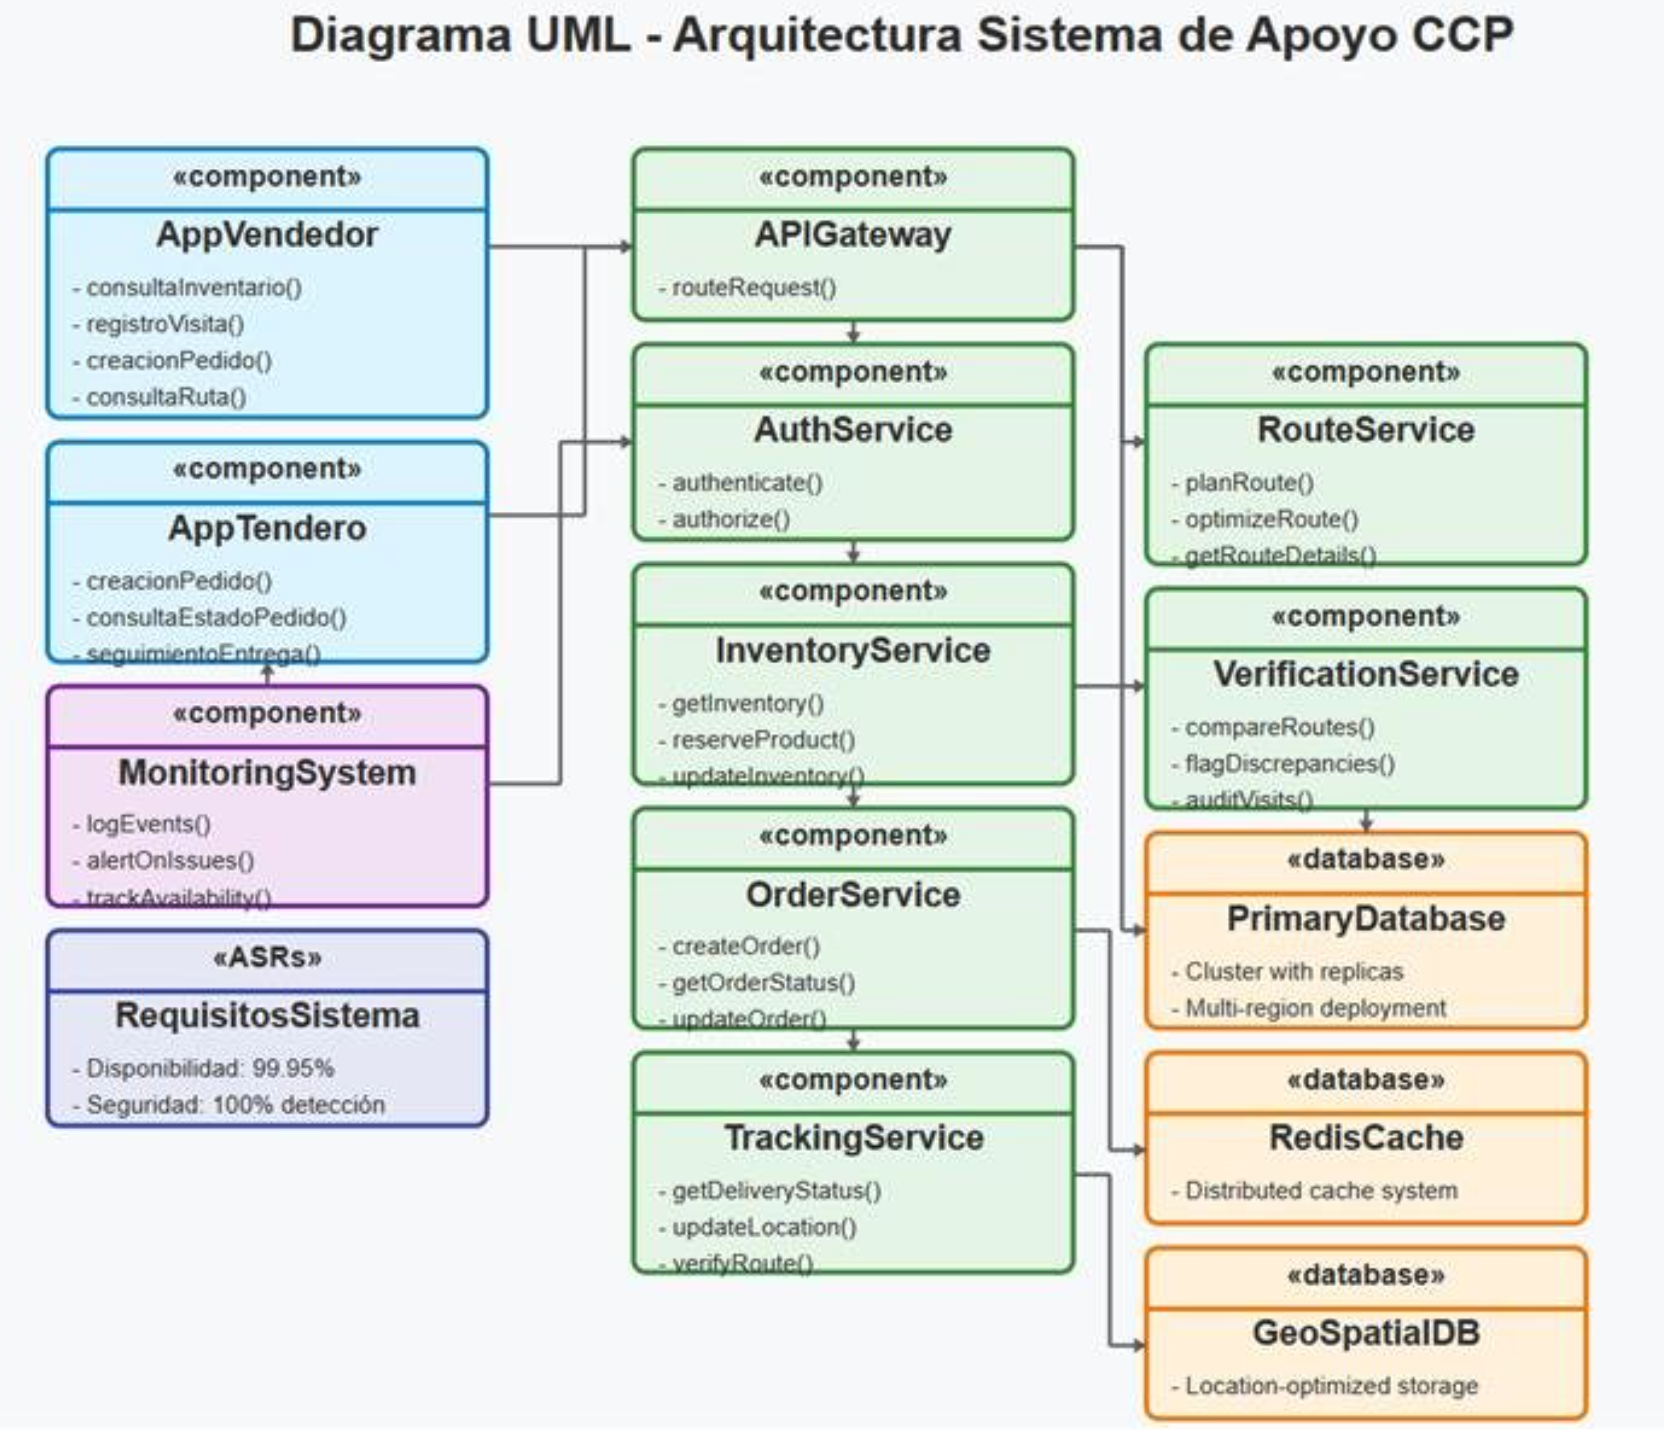 Diagrama UML - Arquitectura Sistema de Apoyo CCP
«component»
AppVendedor
- consultaInventario()
- registroVisita()
- creacionPedido()
- consultaRuta()
«component»
AppTendero
- creacionPedido()
- consultaEstadoPedido()
- seguimientoEntrega()
«component»
MonitoringSystem
- logEvents()
- alertOnIssues()
- trackAvailability()
«ASRs»
RequisitosSistema
- Disponibilidad: 99.95%
- Seguridad: 100% detección
«component»
APIGateway
- routeRequest()
«component»
AuthService
- authenticate()
- authorize()
«component»
InventoryService
- getInventory()
- reserveProduct()
- updateInventory()
«component»
OrderService
- createOrder()
- getOrderStatus()
- updateOrder()
«component»
TrackingService
- getDeliveryStatus()
- updateLocation()
- verifyRoute()
«component»
RouteService
- planRoute()
- optimizeRoute()
- getRouteDetails()
«component»
VerificationService
- compareRoutes()
- flagDiscrepancies()
- auditVisits()
«database»
PrimaryDatabase
- Cluster with replicas
- Multi-region deployment
«database»
RedisCache
- Distributed cache system
«database»
GeoSpatialDB
- Location-optimized storage